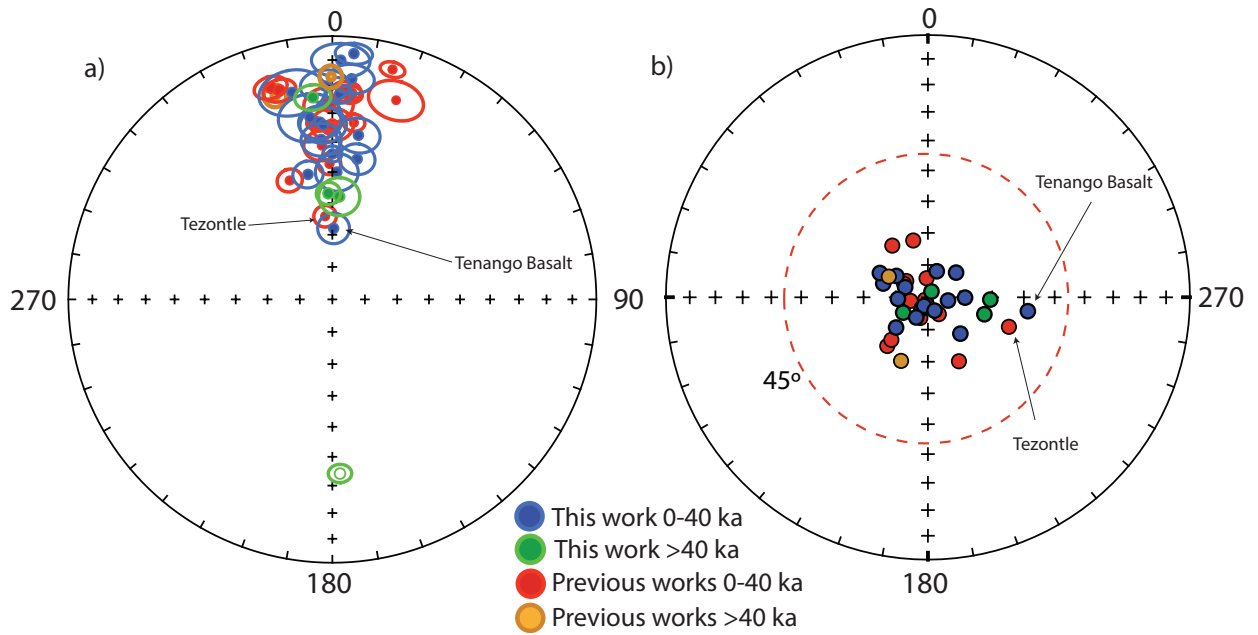 a)
0
270
90
180
Tezontle
Tenango Basalt
b)
0
270
180
45º
Tenango Basalt
Tezontle
This work 0-40 ka
This work >40 ka
Previous works 0-40 ka
Previous works >40 ka